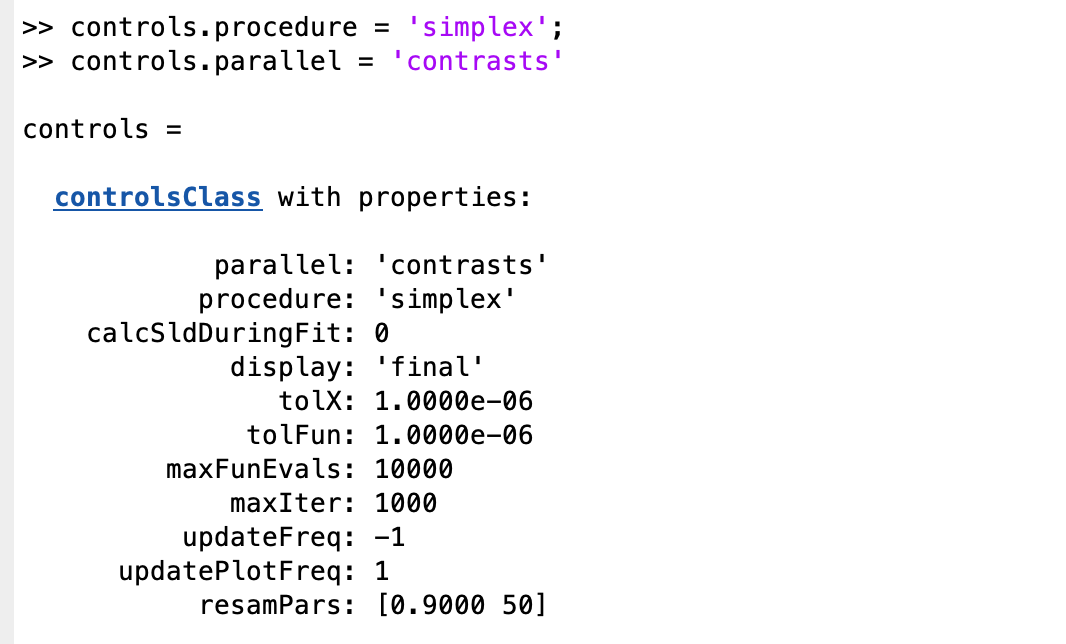 >> controls.procedure = 'simplex';
>> controls.parallel = 'contrasts'
controls =
controlsClass with properties:
parallel: 'contrasts'
procedure: 'simplex'
calcSldDuringFit: 0
display: 'final'
tolX: 1.0000e-06
tolFun: 1.0000e-06
maxFunEvals: 10000
maxIter: 1000
updateFreq: -1
updatePlotFreq: 1
resamPars: [0.9000 50]